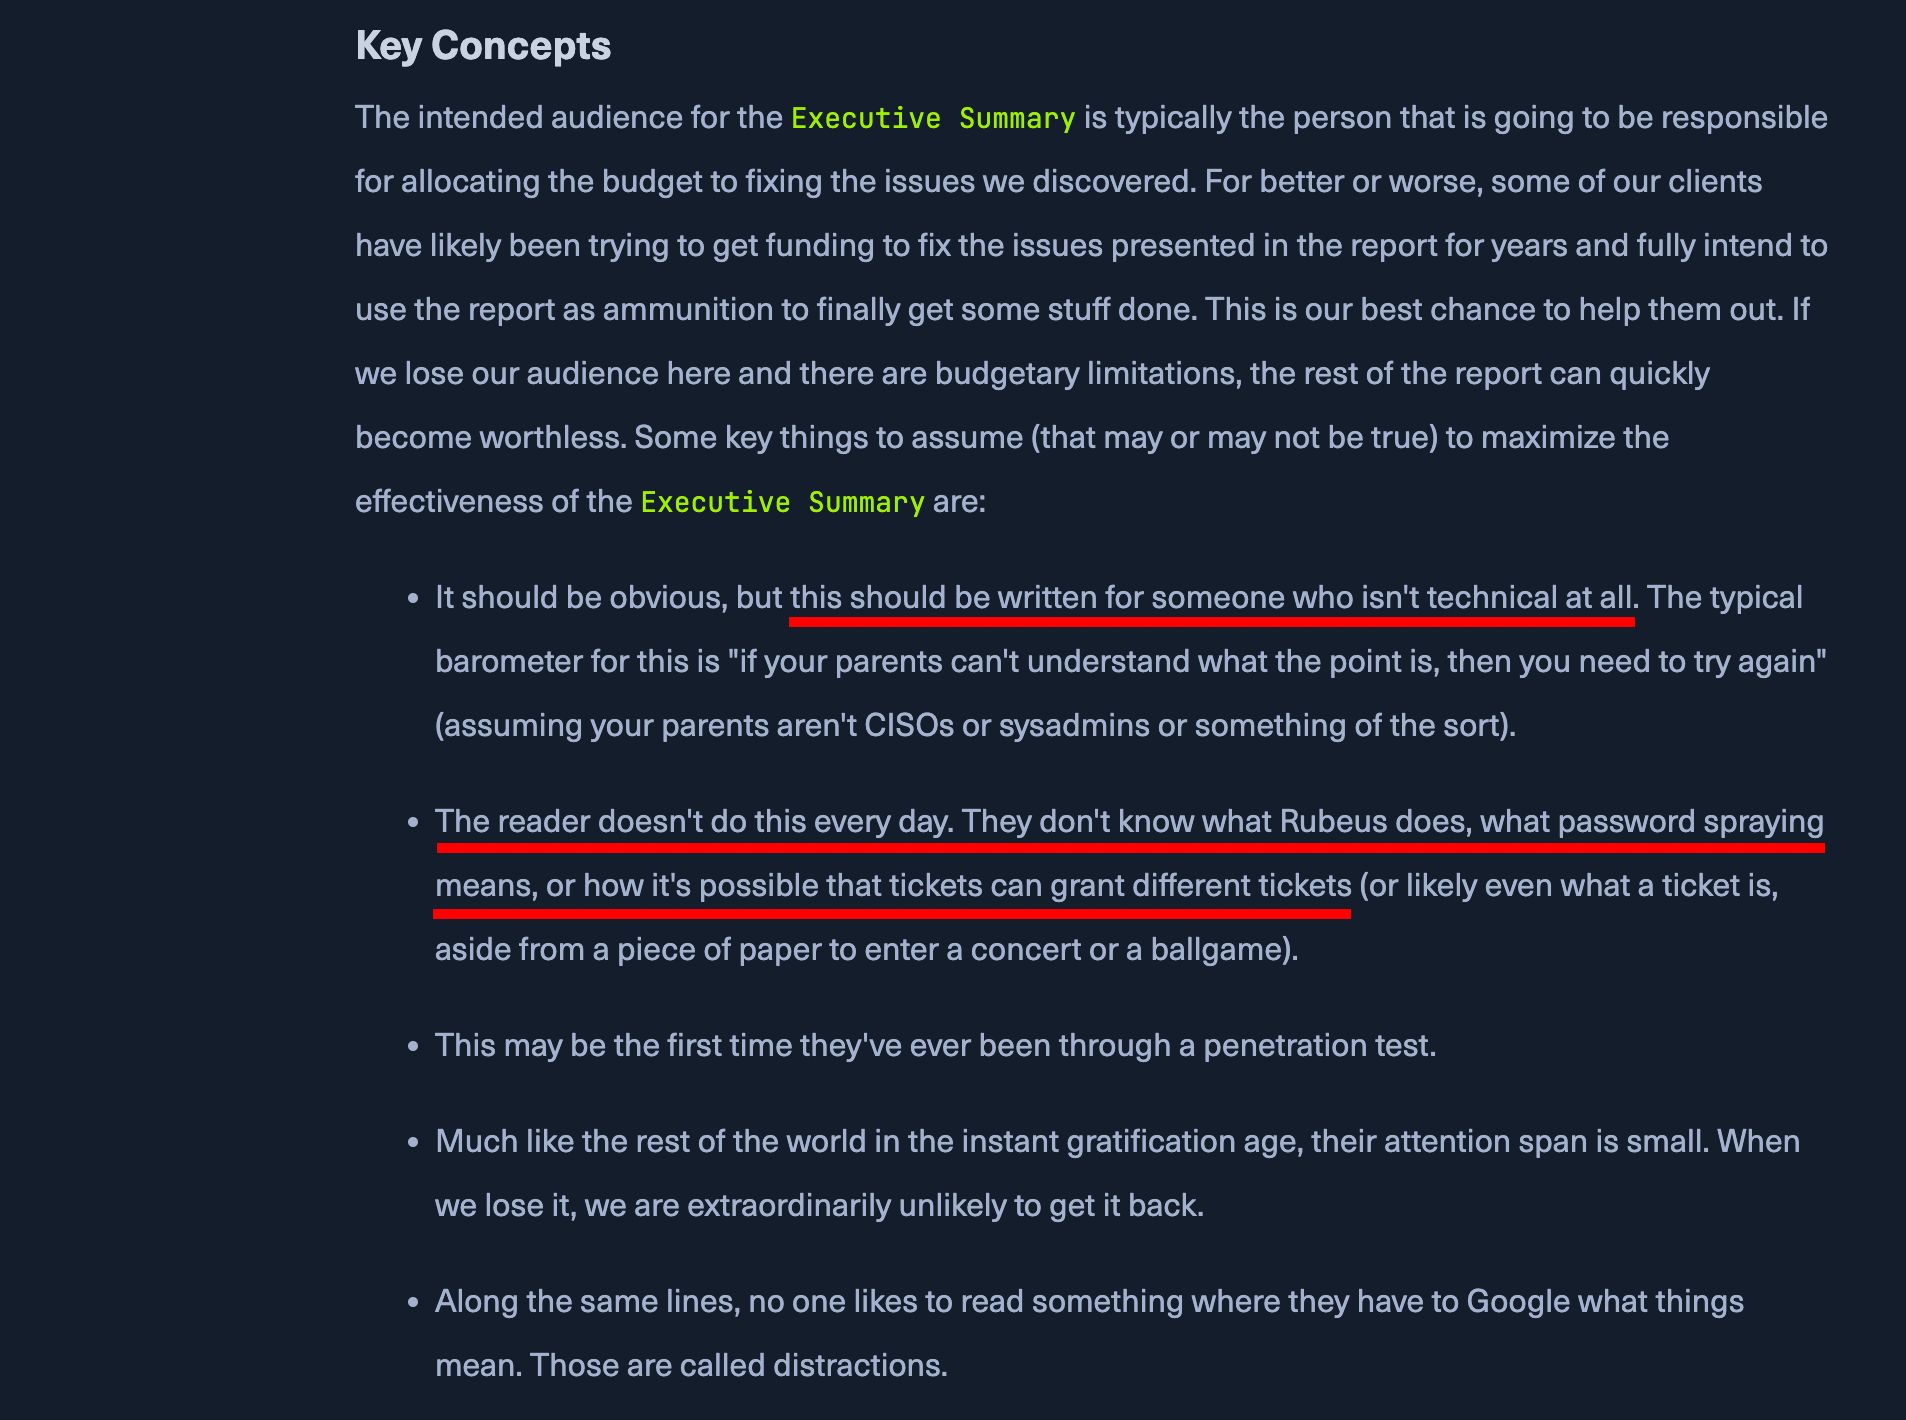 Key Concepts
The intended audience for the Executive Summary is typically the person that is going to be responsible
for allocating the budget to fixing the issues we discovered. For better or worse, some of our clients
have likely been trying to get funding to fix the issues presented in the report for years and fully intend to
use the report as ammunition to finally get some stuff done. This is our best chance to help them out. If
we lose our audience here and there are budgetary limitations, the rest of the report can quickly
become worthless. Some key things to assume (that may or may not be true) to maximize the
effectiveness of the Executive Summary are:
• It should be obvious, but this should be written for someone who isn't technical at all. The typical
barometer for this is "if your parents can't understand what the point is, then you need to try again"
(assuming your parents aren't CISOs or sysadmins or something of the sort).
• The reader doesn't do this every day. They don't know what Rubeus does, what password spraying
means, or how it's possible that tickets can grant different tickets (or likely even what a ticket is,
aside from a piece of paper to enter a concert or a ballgame).
• This may be the first time they've ever been through a penetration test.
• Much like the rest of the world in the instant gratification age, their attention span is small. When
we lose it, we are extraordinarily unlikely to get it back.
• Along the same lines, no one likes to read something where they have to Google what things
mean. Those are called distractions.